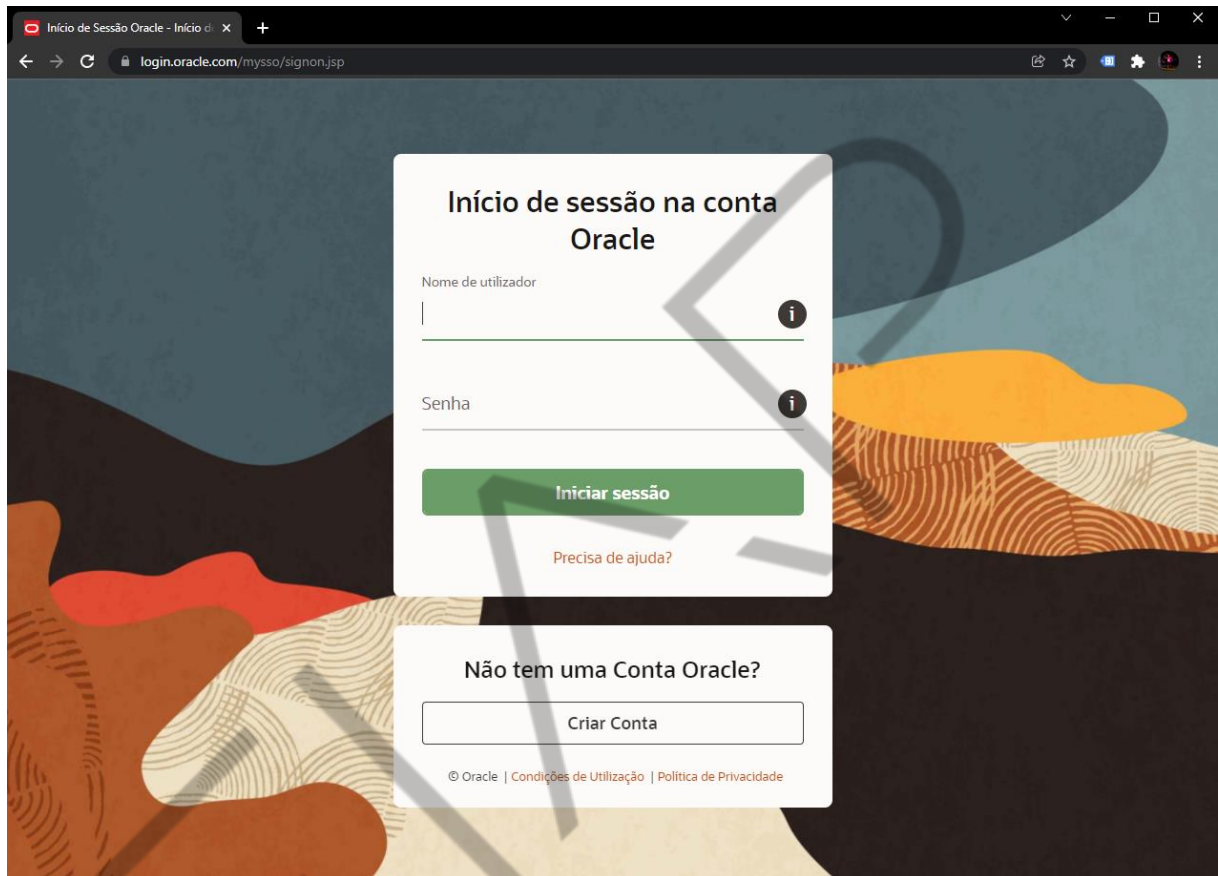 Início de Sessão Oracle - Início d
login.oracle.com/mysso/signon.jsp
Início de sessão na conta
Oracle
Nome de utilizador
Senha
Iniciar sessão
Precisa de ajuda?
Não tem uma Conta Oracle?
Criar Conta
© Oracle | Condições de Utilização | Política de Privacidade